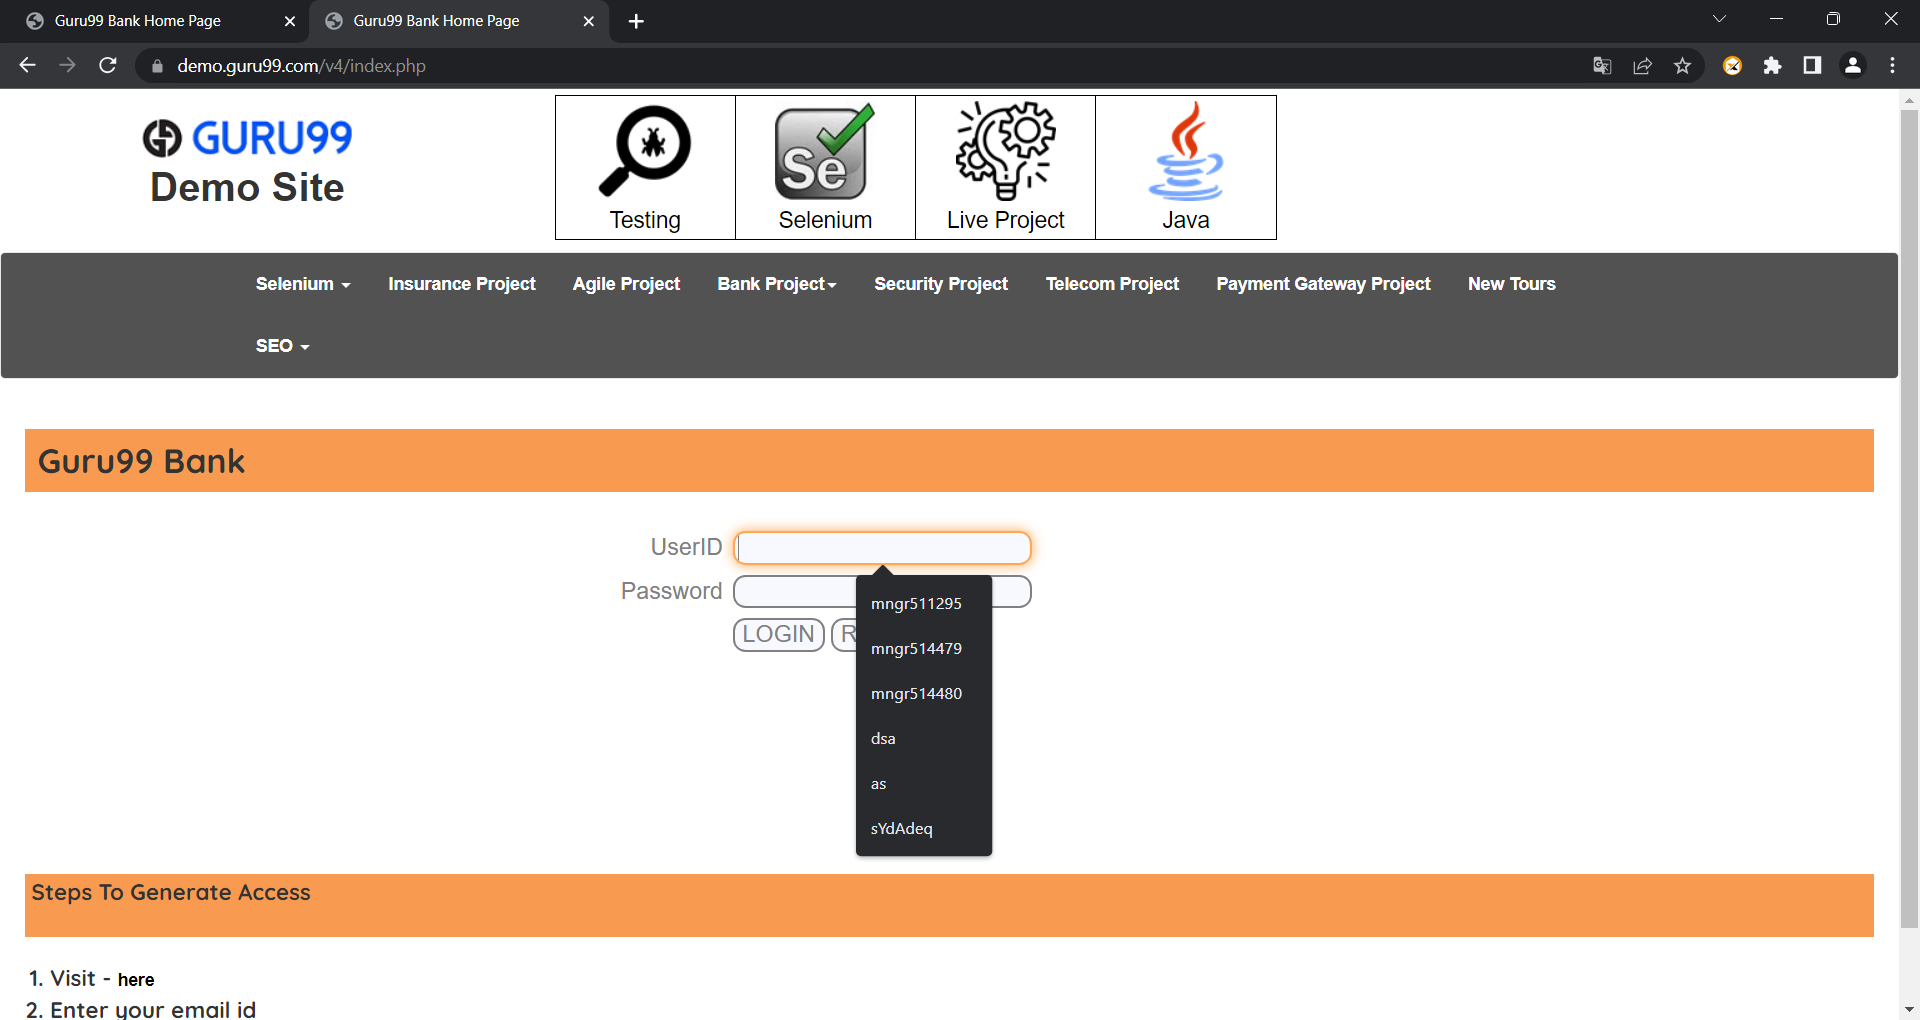 Guru99 Bank Home Page
Guru99 Bank Home Page
demo.guru99.com/v4/index.php
GURU99
Demo Site
Se
Testing
Selenium
Live Project
Java
Selenium
Insurance Project
Agile Project
Bank Project
Security Project
Telecom Project
Payment Gateway Project
New Tours
SEO
Guru99 Bank
UserID
Password
LOGIN
R
mngr511295
mngr514479
mngr514480
dsa
as
sYdAdeq
Steps To Generate Access
1. Visit - here
2. Enter your email id